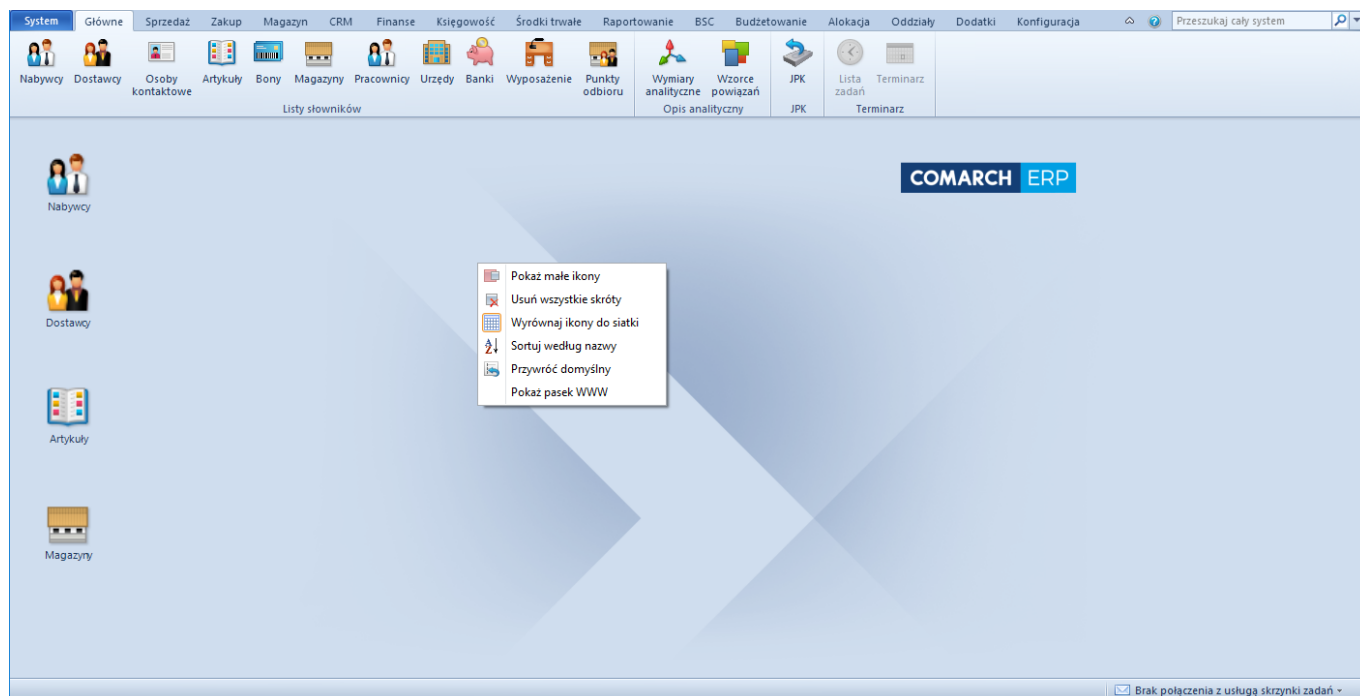 System Główne Sprzedaż Zakup Magazyn CRM Finanse Księgowość Środki trwałe Raportowanie BSC Budżetowanie Alokacja Oddziały Dodatki Konfiguracja Przeszukaj cały system
Nabywcy Dostawcy Osoby kontaktowe Artykuły Bony Magazyny Pracownicy Urzędy Banki Wyposażenie Punkty odbioru Wymiary analityczne Wzorce powiązań JPK Lista zadań Terminarz
Listy słowników Opis analityczny JPK Terminarz
COMARCH ERP
Nabywcy
Dostawcy
Artykuły
Magazyny
Pokaż małe ikony
Usuń wszystkie skróty
Wyrównaj ikony do siatki
Sortuj według nazwy
Przywróć domyślny
Pokaż pasek WWW
Brak połączenia z usługą skrzynki zadań